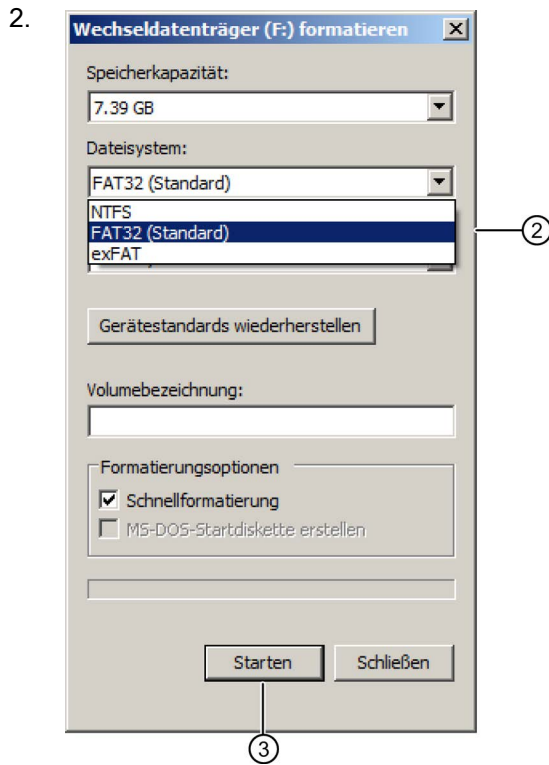 2.
Wechseldatenträger (F:) formatieren
Speicherkapazität:
7.39 GB
Dateisystem:
FAT32 (Standard)
NTFS
FAT32 (Standard)
exFAT
2
Gerätestandards wiederherstellen
Volumebezeichnung:
Formatierungsoptionen
Schnellformatierung
MS-DOS-Startdiskette erstellen
Starten Schließen
3